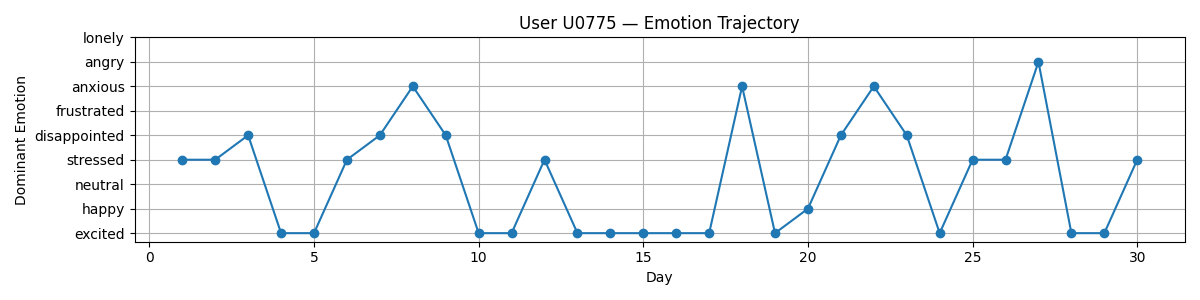 User U0775 — Emotion Trajectory
Dominant Emotion
lonely
angry
anxious
frustrated
disappointed
stressed
neutral
happy
excited
0 5 10 15 20 25 30
Day